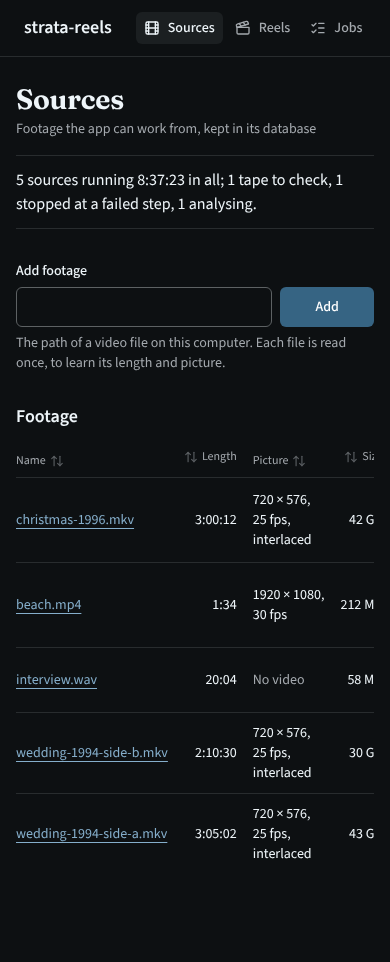 strata-reels Sources Reels Jobs
Sources
Footage the app can work from, kept in its database
5 sources running 8:37:23 in all; 1 tape to check, 1
stopped at a failed step, 1 analysing.
Add footage
Add
The path of a video file on this computer. Each file is read
once, to learn its length and picture.
Footage
Name Length Picture Siz
christmas-1996.mkv 3:00:12 720 × 576, 25 fps, interlaced 42 G
beach.mp4 1:34 1920 × 1080, 30 fps 212 M
interview.wav 20:04 No video 58 M
wedding-1994-side-b.mkv 2:10:30 720 × 576, 25 fps, interlaced 30 G
wedding-1994-side-a.mkv 3:05:02 720 × 576, 25 fps, interlaced 43 G